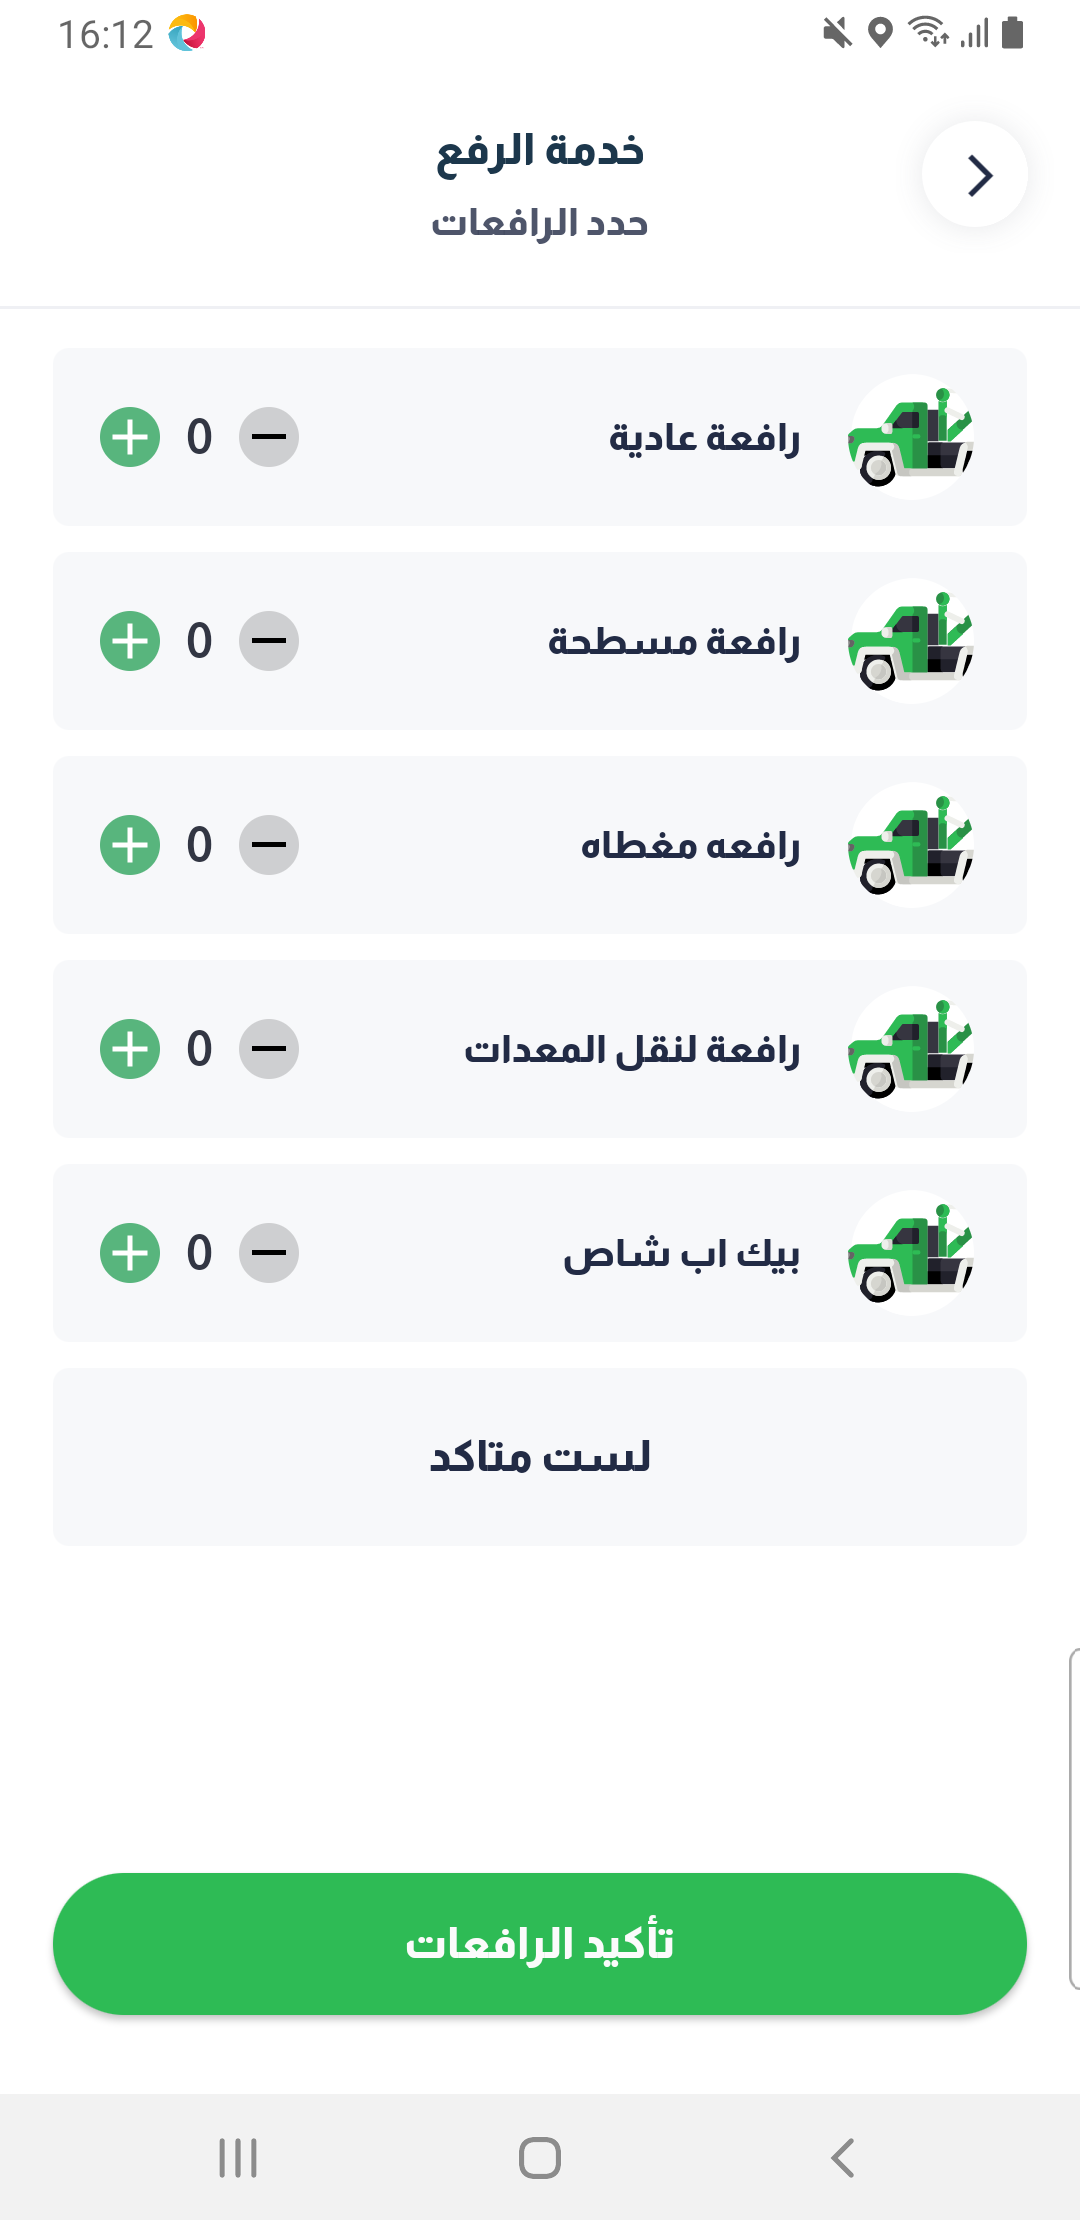 16:12
خدمة الرفع
حدد الرافعات
رافعة عادية
0
رافعة مسطحة
0
رافعه مغطاه
0
رافعة لنقل المعدات
0
بيك اب شاص
0
لست متاكد
تأكيد الرافعات